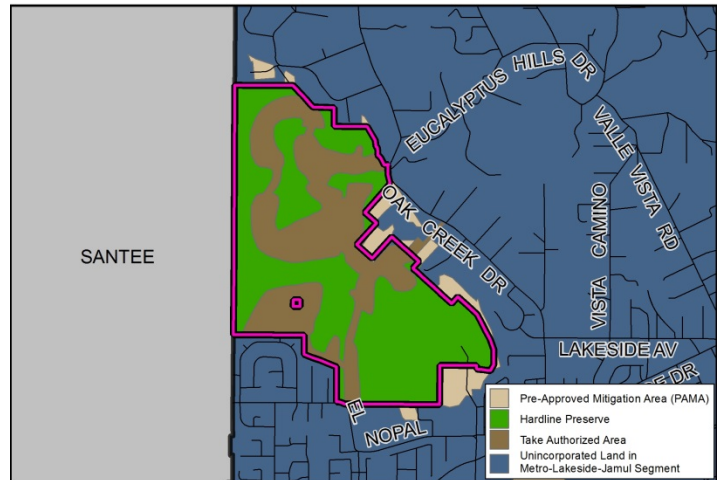 EUCALYPTUS HILLS DR
VALLE VISTA RD
OAK CREEK DR
SANTEE
VISTA CAMINO
LAKESIDE AV
DR
EL NOPAL
Pre-Approved Mitigation Area (PAMA)
Hardline Preserve
Take Authorized Area
Unincorporated Land in
Metro-Lakeside-Jamul Segment